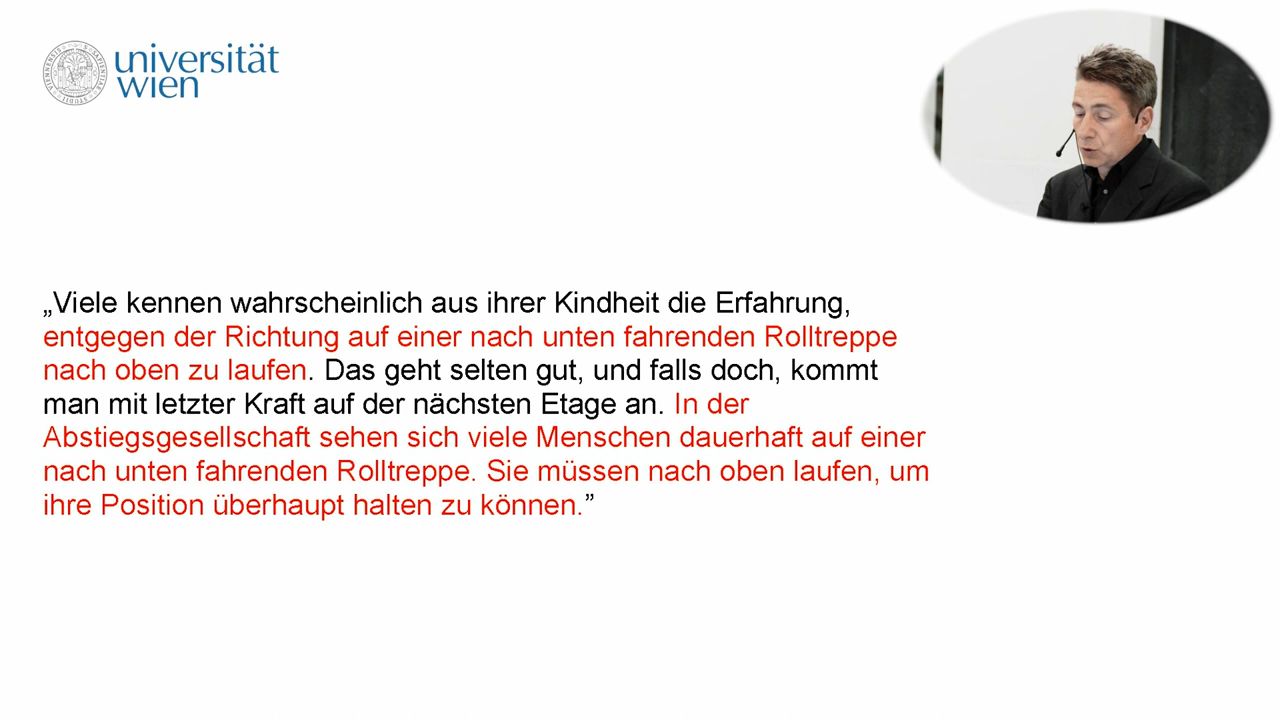 universität
wien
„Viele kennen wahrscheinlich aus ihrer Kindheit die Erfahrung,
entgegen der Richtung auf einer nach unten fahrenden Rolltreppe
nach oben zu laufen. Das geht selten gut, und falls doch, kommt
man mit letzter Kraft auf der nächsten Etage an. In der
Abstiegsgesellschaft sehen sich viele Menschen dauerhaft auf einer
nach unten fahrenden Rolltreppe. Sie müssen nach oben laufen, um
ihre Position überhaupt halten zu können.”